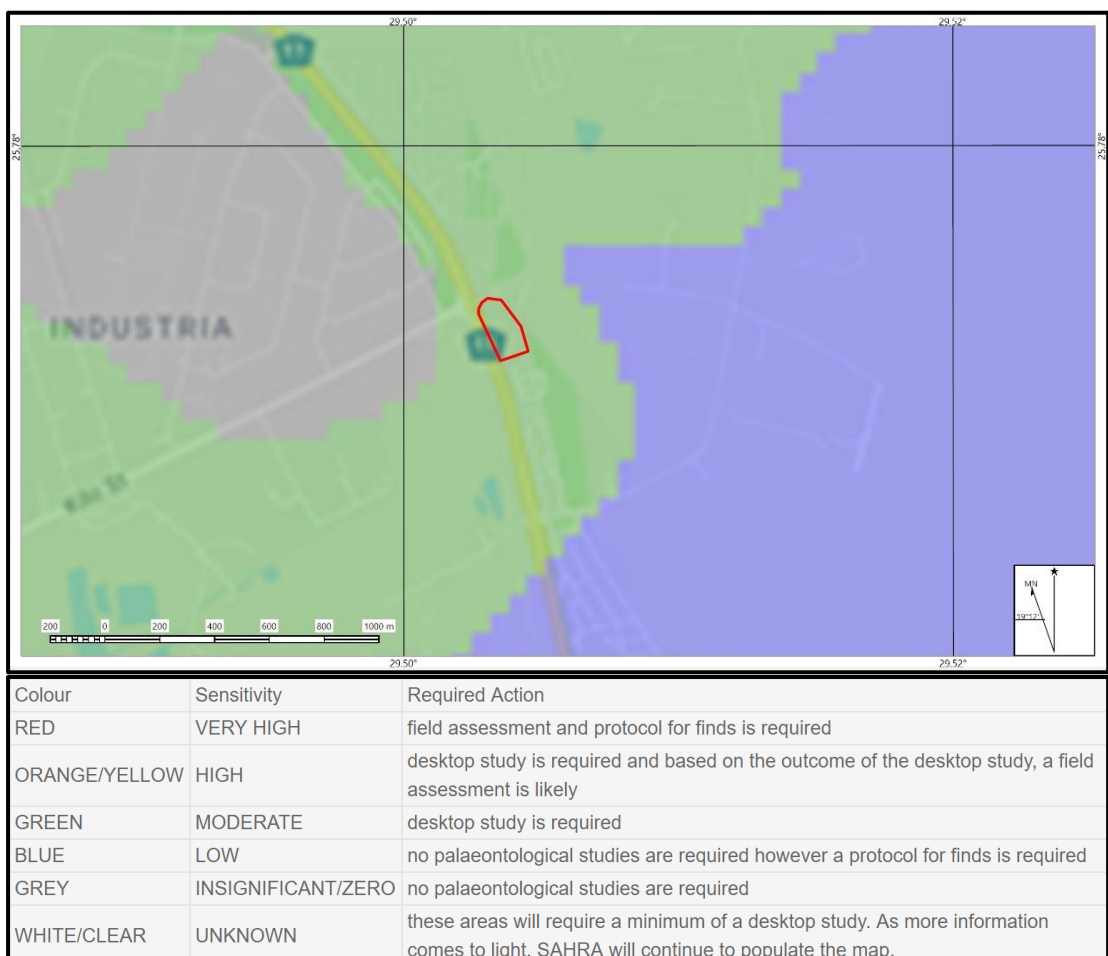 29.50° 29.52°
11
25.78° 25.78°
INDUSTRIA
Kilo St
MN
19°12'
200 0 200 400 600 800 1000 m
29.50° 29.52°
Colour Sensitivity Required Action
RED VERY HIGH field assessment and protocol for finds is required
ORANGE/YELLOW HIGH desktop study is required and based on the outcome of the desktop study, a field
assessment is likely
GREEN MODERATE desktop study is required
BLUE LOW no palaeontological studies are required however a protocol for finds is required
GREY INSIGNIFICANT/ZERO no palaeontological studies are required
WHITE/CLEAR UNKNOWN these areas will require a minimum of a desktop study. As more information
comes to light, SAHRA will continue to populate the map.